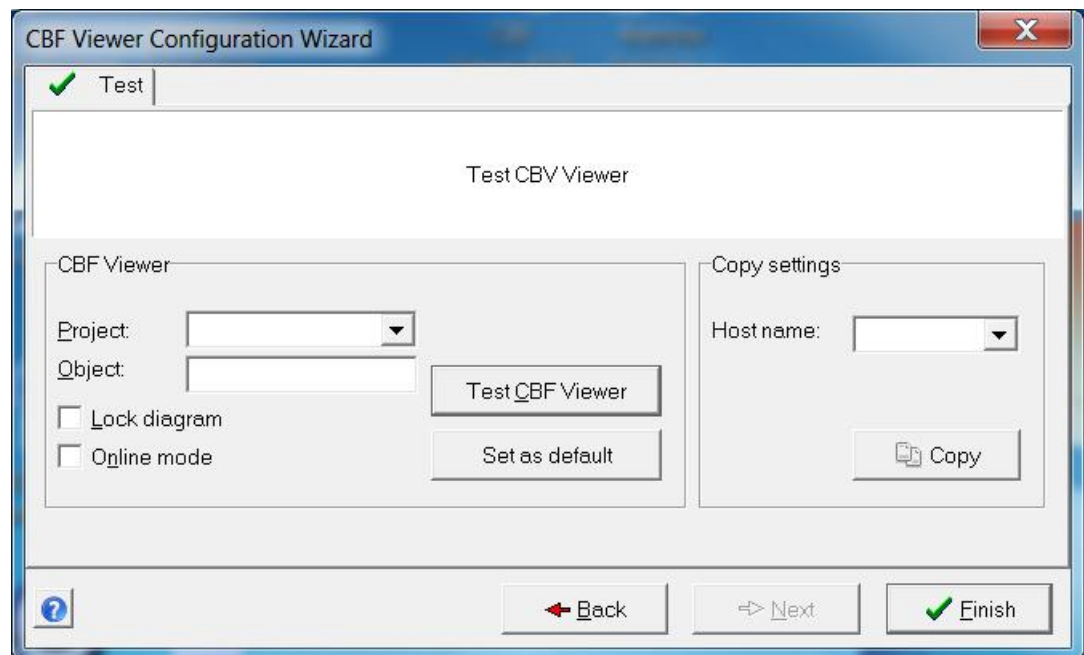 CBF Viewer Configuration Wizard
Test
Test CBV Viewer
CBF Viewer
Copy settings
Project:
Host name:
Object:
Test CBF Viewer
Lock diagram
Online mode
Set as default
Copy
Back
Next
Finish